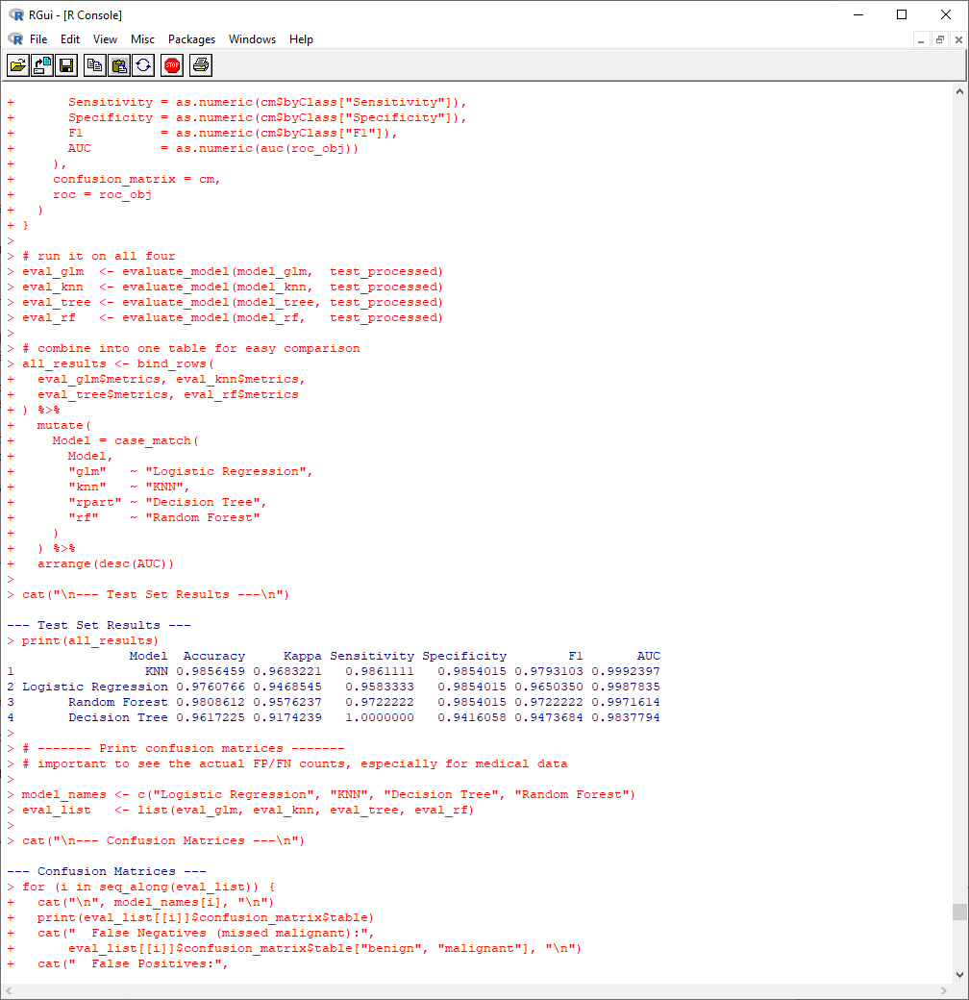 RGui - [R Console]
File Edit View Misc Packages Windows Help
STOP
+       Sensitivity = as.numeric(cm$byClass["Sensitivity"]),
+       Specificity = as.numeric(cm$byClass["Specificity"]),
+       F1          = as.numeric(cm$byClass["F1"]),
+       AUC         = as.numeric(auc(roc_obj))
+     ),
+     confusion_matrix = cm,
+     roc = roc_obj
+   )
+ }
>
> # run it on all four
> eval_glm  <- evaluate_model(model_glm,  test_processed)
> eval_knn  <- evaluate_model(model_knn,  test_processed)
> eval_tree <- evaluate_model(model_tree, test_processed)
> eval_rf   <- evaluate_model(model_rf,   test_processed)
>
> # combine into one table for easy comparison
> all_results <- bind_rows(
+   eval_glm$metrics, eval_knn$metrics,
+   eval_tree$metrics, eval_rf$metrics
+ ) %>%
+   mutate(
+     Model = case_match(
+       Model,
+       "glm"   ~ "Logistic Regression",
+       "knn"   ~ "KNN",
+       "rpart" ~ "Decision Tree",
+       "rf"    ~ "Random Forest"
+     )
+   ) %>%
+   arrange(desc(AUC))
>
> cat("\n--- Test Set Results ---\n")

--- Test Set Results ---
> print(all_results)
                Model  Accuracy     Kappa Sensitivity Specificity        F1       AUC
1                 KNN 0.9856459 0.9683221   0.9861111   0.9854015 0.9793103 0.9992397
2 Logistic Regression 0.9760766 0.9468545   0.9583333   0.9854015 0.9650350 0.9987835
3       Random Forest 0.9808612 0.9576237   0.9722222   0.9854015 0.9722222 0.9971614
4       Decision Tree 0.9617225 0.9174239   1.0000000   0.9416058 0.9473684 0.9837794
>
> # ------- Print confusion matrices -------
> # important to see the actual FP/FN counts, especially for medical data
>
> model_names <- c("Logistic Regression", "KNN", "Decision Tree", "Random Forest")
> eval_list   <- list(eval_glm, eval_knn, eval_tree, eval_rf)
>
> cat("\n--- Confusion Matrices ---\n")

--- Confusion Matrices ---
> for (i in seq_along(eval_list)) {
+   cat("\n", model_names[i], "\n")
+   print(eval_list[[i]]$confusion_matrix$table)
+   cat("  False Negatives (missed malignant):",
+       eval_list[[i]]$confusion_matrix$table["benign", "malignant"], "\n")
+   cat("  False Positives:",